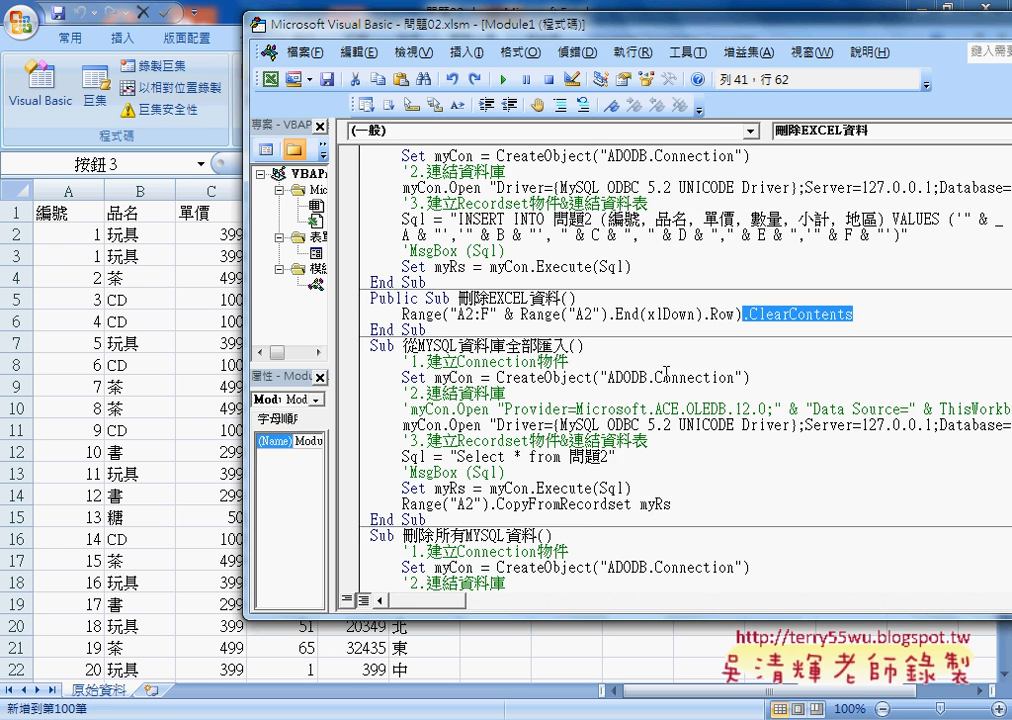 Microsoft Visual Basic - 問題02.xlsm - [Module1 (程式碼)]
檔案(F) 編輯(E) 檢視(V) 插入(I) 格式(O) 偵錯(D) 執行(R) 工具(T) 增益集(A) 視窗(W) 說明(H) 鍵入需要
列 41，行 62
常用 插入 版面配置
Visual Basic 巨集 錄製巨集
以相對位置錄製
巨集安全性
程式碼
按鈕 3
專案 - VBAP
VBAP
Mic
表單
模組
屬性 - Modu
Modu Mod
字母順序
(Name) Modu
(一般) 刪除EXCEL資料
Set myCon = CreateObject("ADODB.Connection")
'2.連結資料庫
myCon.Open "Driver={MySQL ODBC 5.2 UNICODE Driver};Server=127.0.0.1;Database=
'3.建立Recordset物件&連結資料表
Sql = "INSERT INTO 問題2 (編號, 品名, 單價, 數量, 小計, 地區) VALUES ('" & _
A & "','" & B & "', " & C & ", " & D & "," & E & ",'" & F & "')"
'MsgBox (Sql)
Set myRs = myCon.Execute(Sql)
End Sub
Public Sub 刪除EXCEL資料()
Range("A2:F" & Range("A2").End(xlDown).Row).ClearContents
End Sub
Sub 從MYSQL資料庫全部匯入()
'1.建立Connection物件
Set myCon = CreateObject("ADODB.Connection")
'2.連結資料庫
'myCon.Open "Provider=Microsoft.ACE.OLEDB.12.0;" & "Data Source=" & ThisWorkb
myCon.Open "Driver={MySQL ODBC 5.2 UNICODE Driver};Server=127.0.0.1;Database=
'3.建立Recordset物件&連結資料表
Sql = "Select * from 問題2"
'MsgBox (Sql)
Set myRs = myCon.Execute(Sql)
Range("A2").CopyFromRecordset myRs
End Sub
Sub 刪除所有MYSQL資料()
'1.建立Connection物件
Set myCon = CreateObject("ADODB.Connection")
'2.連結資料庫
A B C
1 編號 品名 單價
2 1 玩具 399
3 1 玩具 399
4 2 茶 499
5 3 CD 100
6 4 CD 100
7 5 玩具 399
8 6 CD 100
9 7 茶 499
10 8 茶 499
11 9 CD 100
12 10 書 299
13 11 玩具 399
14 12 書 299
15 13 糖 50
16 14 CD 100
17 15 茶 499
18 16 玩具 399
19 17 書 299
20 18 玩具 399 51 20349 北
21 19 茶 499 65 32435 東
22 20 玩具 399 1 399 中
http://terry55wu.blogspot.tw
吳清輝老師錄製
原始資料
新增到第100筆
100%